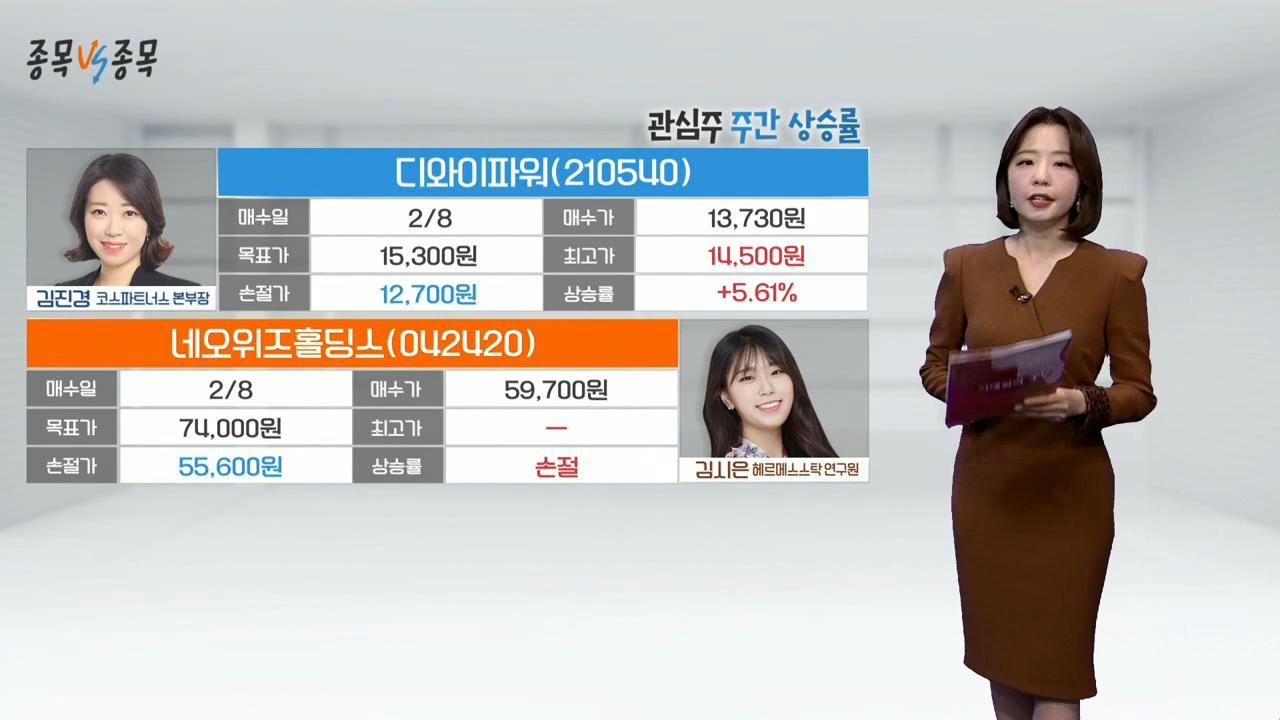 종목 VS 종목
관심주 주간 상승률
디와이파워(210540)
매수일 2/8 매수가 13,730원
목표가 15,300원 최고가 14,500원
손절가 12,700원 상승률 +5.61%
김진경 코스파트너스 본부장
네오위즈홀딩스(042420)
매수일 2/8 매수가 59,700원
목표가 74,000원 최고가 —
손절가 55,600원 상승률 손절
김시은 헤르메스스탁 연구원